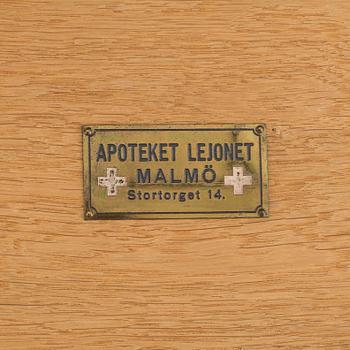 APOTEKET LEJONET
MALMÖ
Stortorget 14.